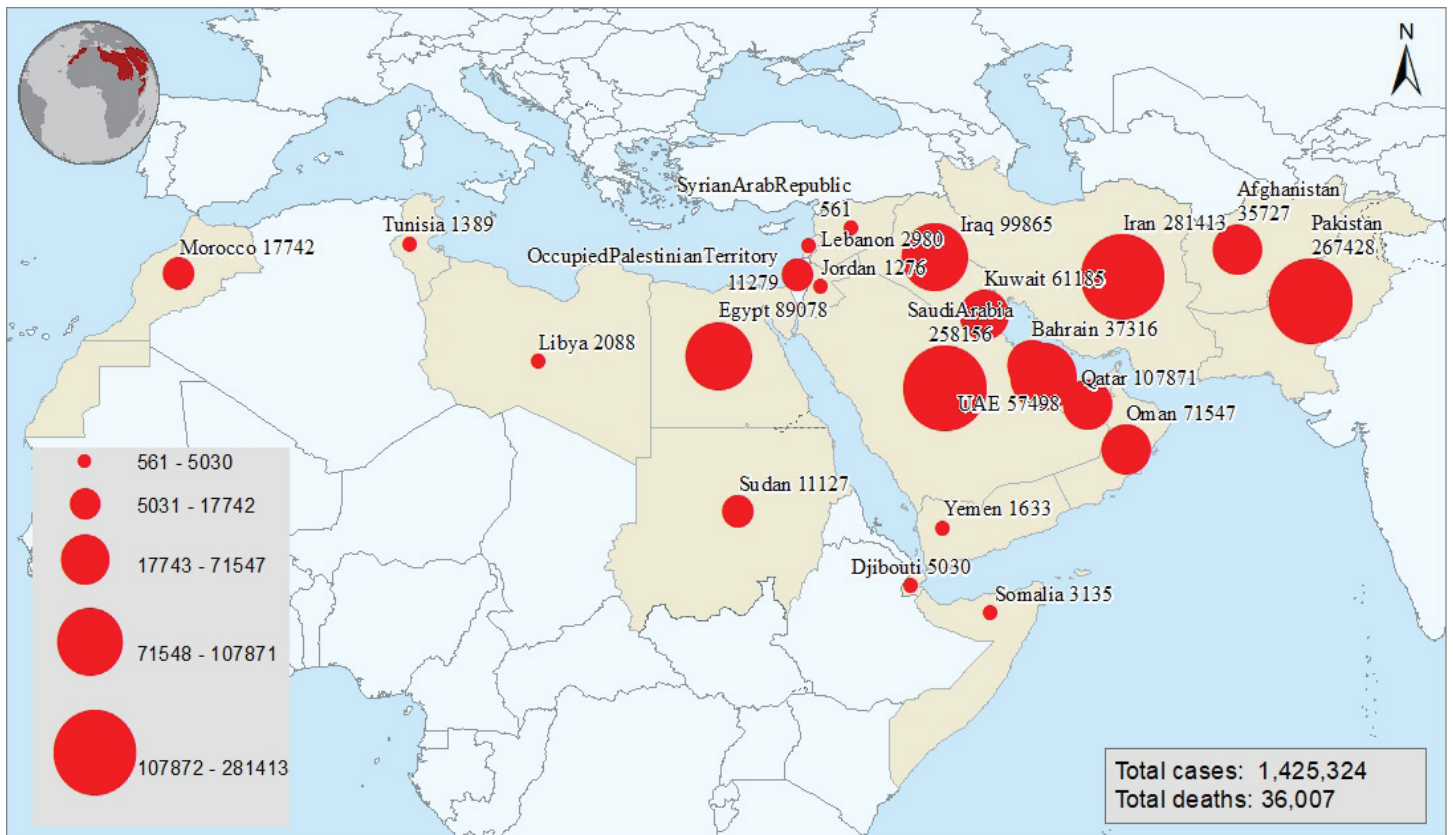 N
SyrianArabRepublic
561
Afghanistan
35727
Tunisia 1389
Iraq 99865
Iran 281413
Pakistan
267428
Morocco 17742
Lebanon 2980
OccupiedPalestinianTerritory
11279
Jordan 1276
Kuwait 61185
Egypt 89078
SaudiArabia
258156
Bahrain 37316
Libya 2088
Qatar 107871
UAE 57498
Oman 71547
561 - 5030
5031 - 17742
17743 - 71547
71548 - 107871
107872 - 281413
Sudan 11127
Yemen 1633
Djibouti 5030
Somalia 3135
Total cases: 1,425,324
Total deaths: 36,007